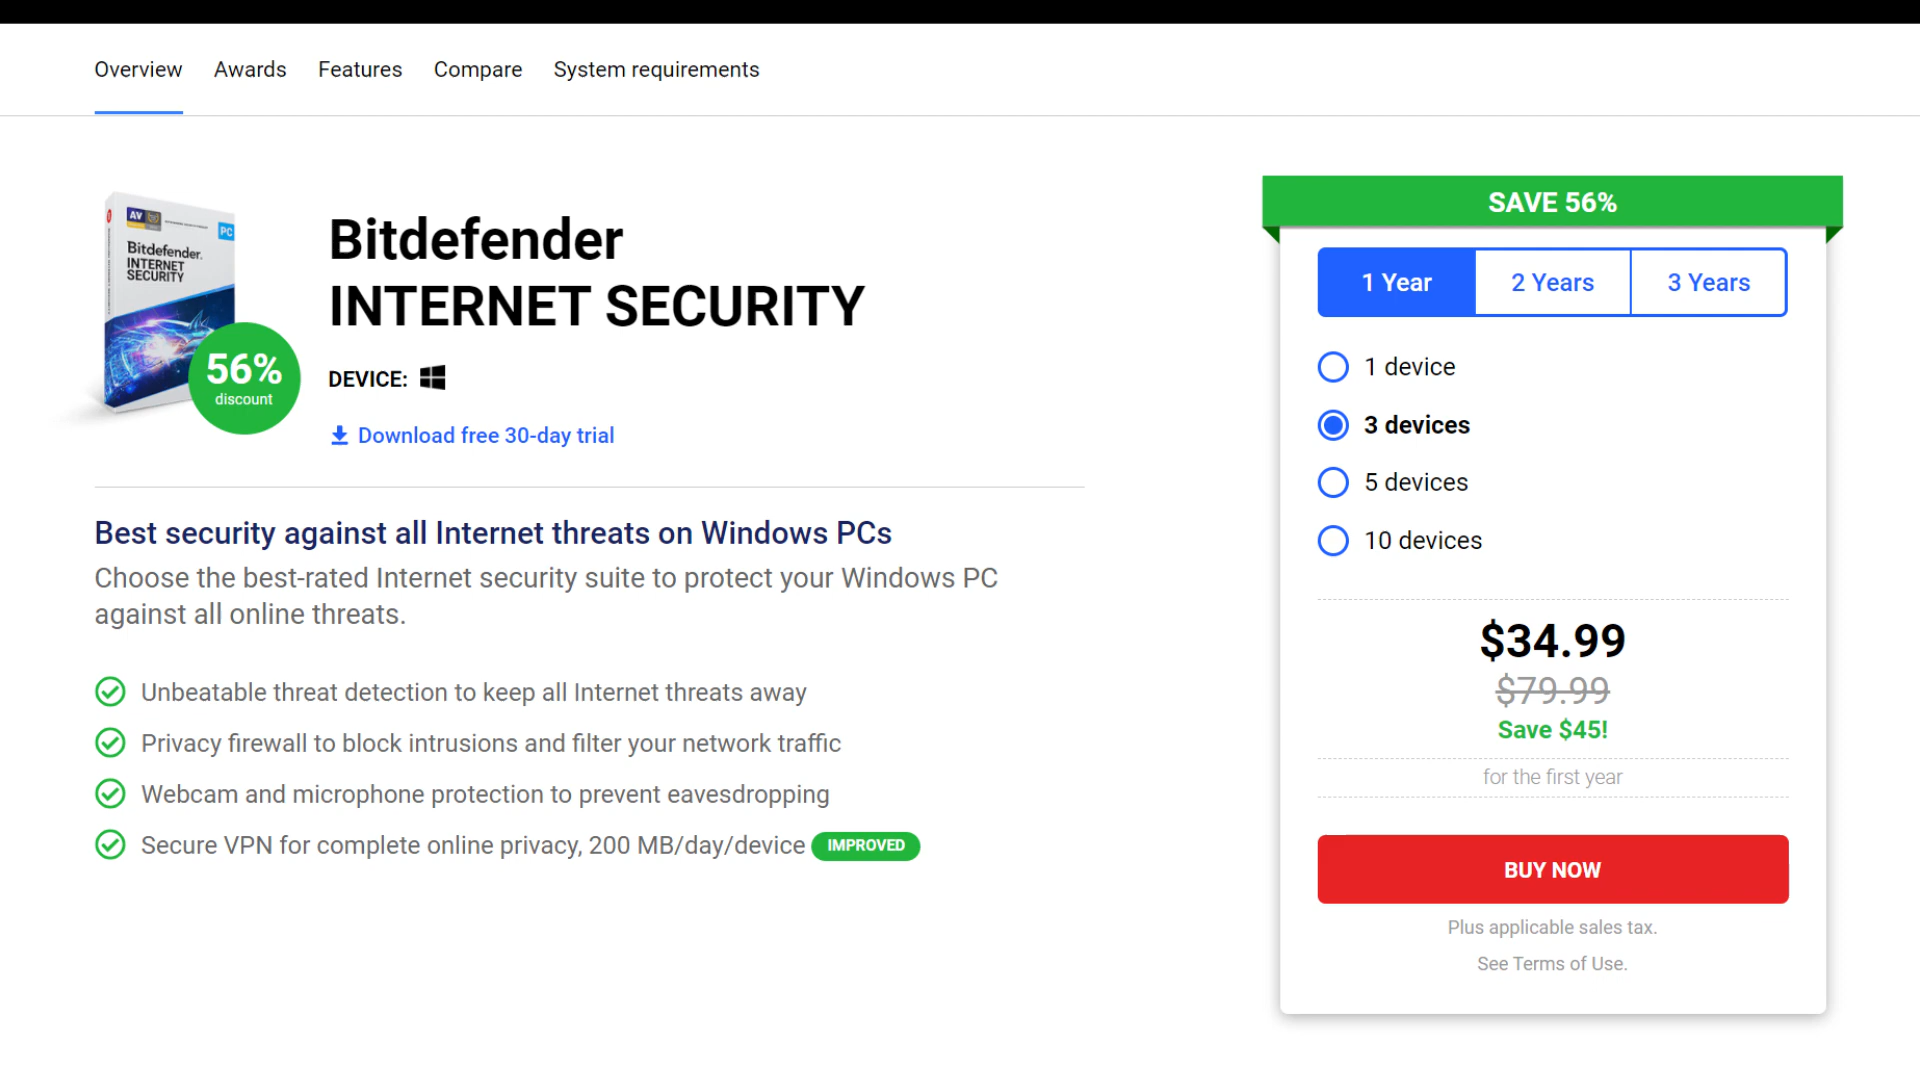 Overview Awards Features Compare System requirements
AV
PC
Bitdefender.
INTERNET
SECURITY
56%
discount
Bitdefender
INTERNET SECURITY
DEVICE:
Download free 30-day trial
Best security against all Internet threats on Windows PCs
Choose the best-rated Internet security suite to protect your Windows PC
against all online threats.
Unbeatable threat detection to keep all Internet threats away
Privacy firewall to block intrusions and filter your network traffic
Webcam and microphone protection to prevent eavesdropping
Secure VPN for complete online privacy, 200 MB/day/device IMPROVED
SAVE 56%
1 Year 2 Years 3 Years
1 device
3 devices
5 devices
10 devices
$34.99
$79.99
Save $45!
for the first year
BUY NOW
Plus applicable sales tax.
See Terms of Use.